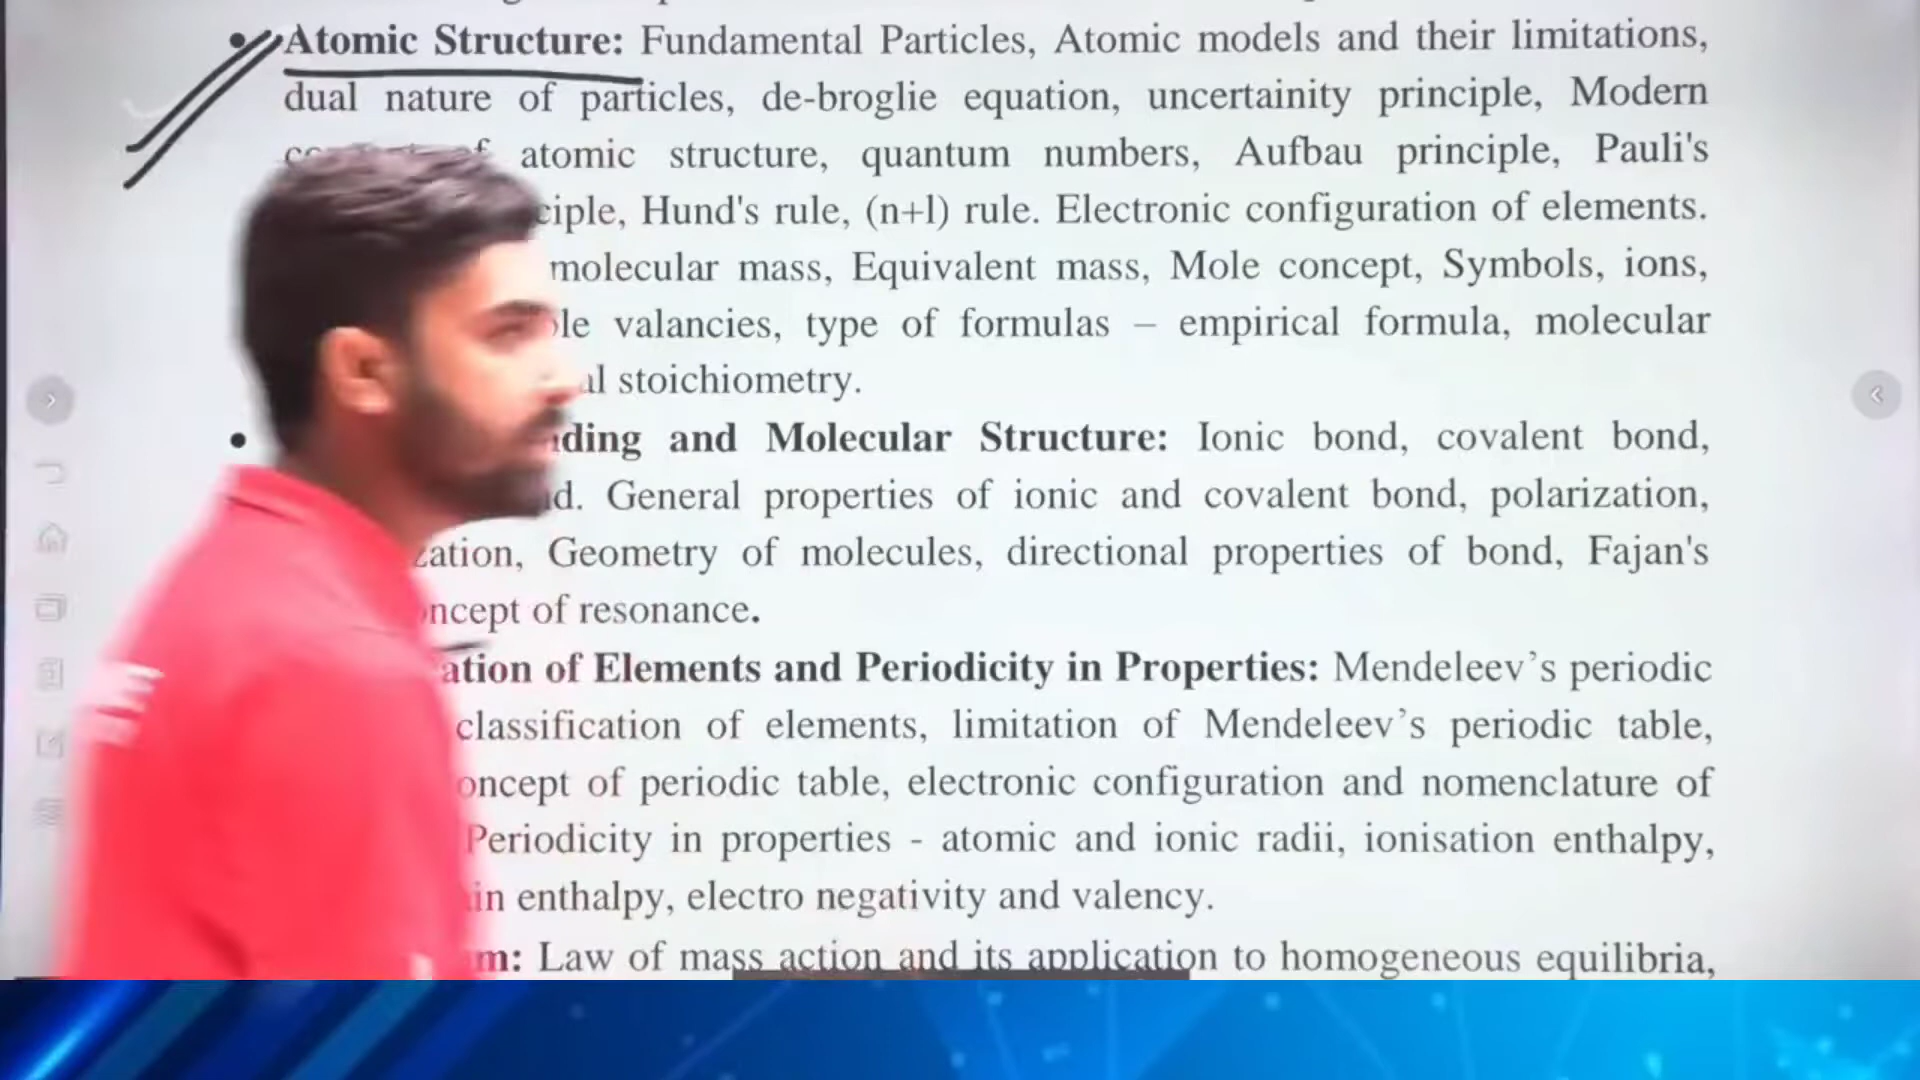 • Atomic Structure: Fundamental Particles, Atomic models and their limitations,
dual nature of particles, de-broglie equation, uncertainity principle, Modern
atomic structure, quantum numbers, Aufbau principle, Pauli's
ciple, Hund's rule, (n+l) rule. Electronic configuration of elements.
molecular mass, Equivalent mass, Mole concept, Symbols, ions,
le valancies, type of formulas – empirical formula, molecular
al stoichiometry.
• ding and Molecular Structure: Ionic bond, covalent bond,
d. General properties of ionic and covalent bond, polarization,
zation, Geometry of molecules, directional properties of bond, Fajan's
ncept of resonance.
ation of Elements and Periodicity in Properties: Mendeleev’s periodic
classification of elements, limitation of Mendeleev’s periodic table,
oncept of periodic table, electronic configuration and nomenclature of
Periodicity in properties - atomic and ionic radii, ionisation enthalpy,
in enthalpy, electro negativity and valency.
m: Law of mass action and its application to homogeneous equilibria,